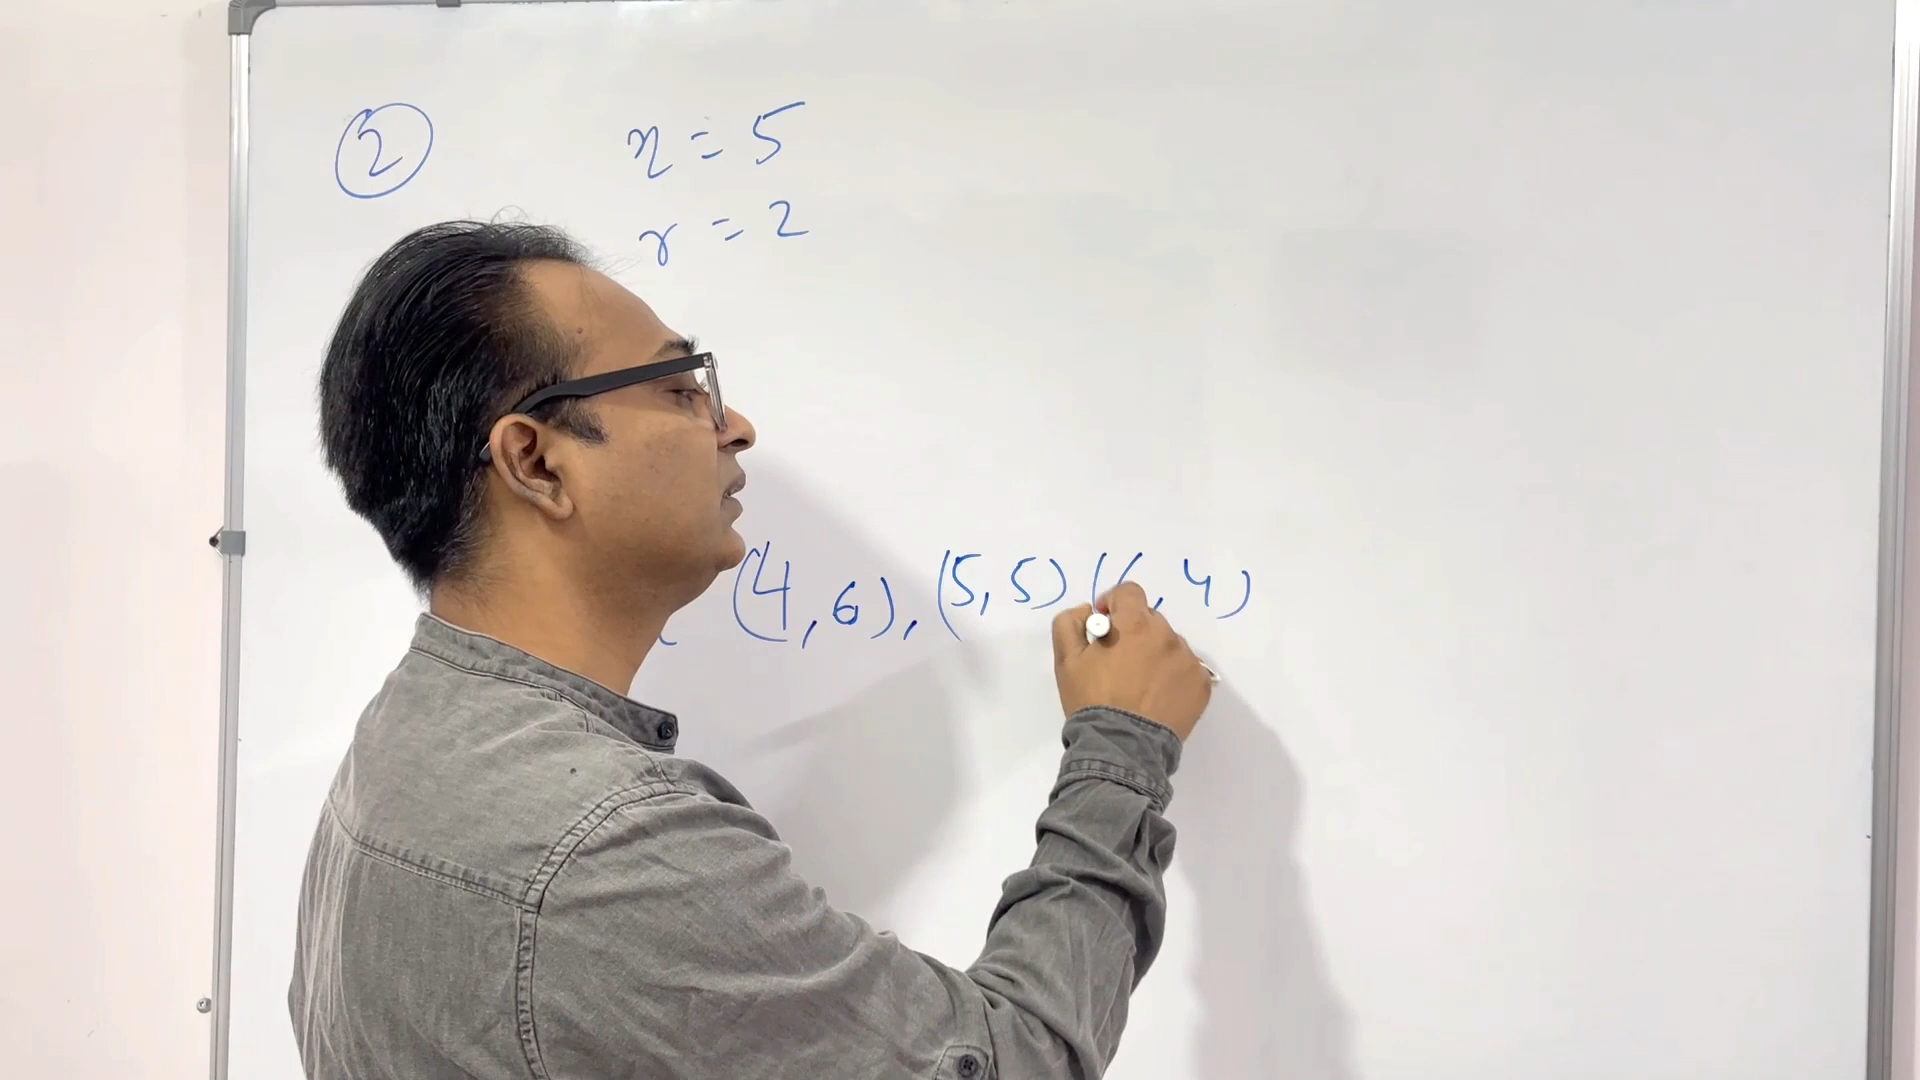 ②
n = 5
r = 2
(4,6), (5,5) (6,4)